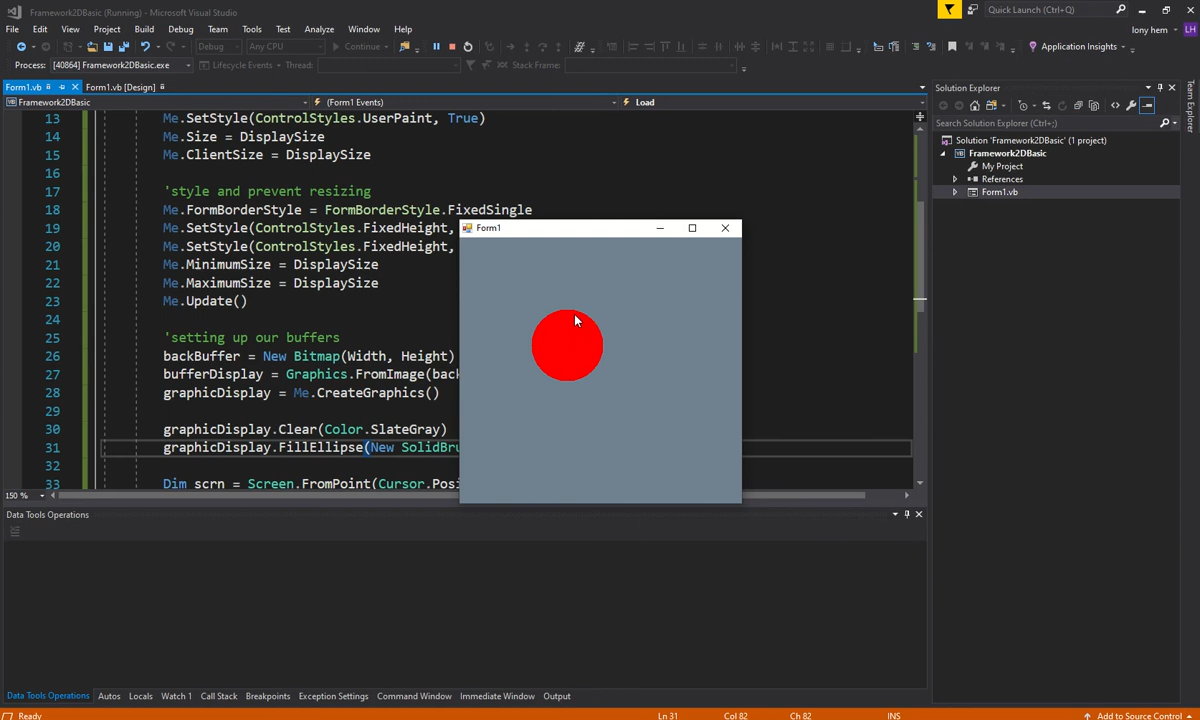 Framework2DBasic (Running) - Microsoft Visual Studio
Quick Launch (Ctrl+Q)
File Edit View Project Build Debug Team Tools Test Analyze Window Help
lony hem LH
Debug Any CPU Continue Application Insights
Process: [40864] Framework2DBasic.exe Lifecycle Events Thread: Stack Frame:
Form1.vb Form1.vb [Design]
Solution Explorer
Team Explorer
Framework2DBasic (Form1 Events) Load
Search Solution Explorer (Ctrl+;)
Solution 'Framework2DBasic' (1 project)
Framework2DBasic
My Project
References
Form1.vb
13 Me.SetStyle(ControlStyles.UserPaint, True)
14 Me.Size = DisplaySize
15 Me.ClientSize = DisplaySize
16
17 'style and prevent resizing
18 Me.FormBorderStyle = FormBorderStyle.FixedSingle
19 Me.SetStyle(ControlStyles.FixedHeight,
20 Me.SetStyle(ControlStyles.FixedHeight,
21 Me.MinimumSize = DisplaySize
22 Me.MaximumSize = DisplaySize
23 Me.Update()
24
25 'setting up our buffers
26 backBuffer = New Bitmap(Width, Height)
27 bufferDisplay = Graphics.FromImage(back
28 graphicDisplay = Me.CreateGraphics()
29
30 graphicDisplay.Clear(Color.SlateGray)
31 graphicDisplay.FillEllipse(New SolidBru
32
33 Dim scrn = Screen.FromPoint(Cursor.Posi
Form1
150 %
Data Tools Operations
Data Tools Operations Autos Locals Watch 1 Call Stack Breakpoints Exception Settings Command Window Immediate Window Output
Ready Ln 31 Col 82 Ch 82 INS Add to Source Control